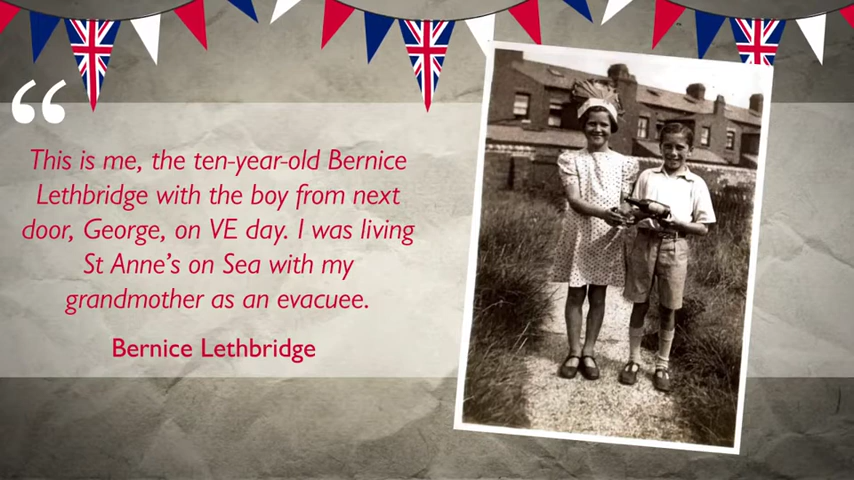 “
This is me, the ten-year-old Bernice
Lethbridge with the boy from next
door, George, on VE day. I was living
St Anne’s on Sea with my
grandmother as an evacuee.
Bernice Lethbridge